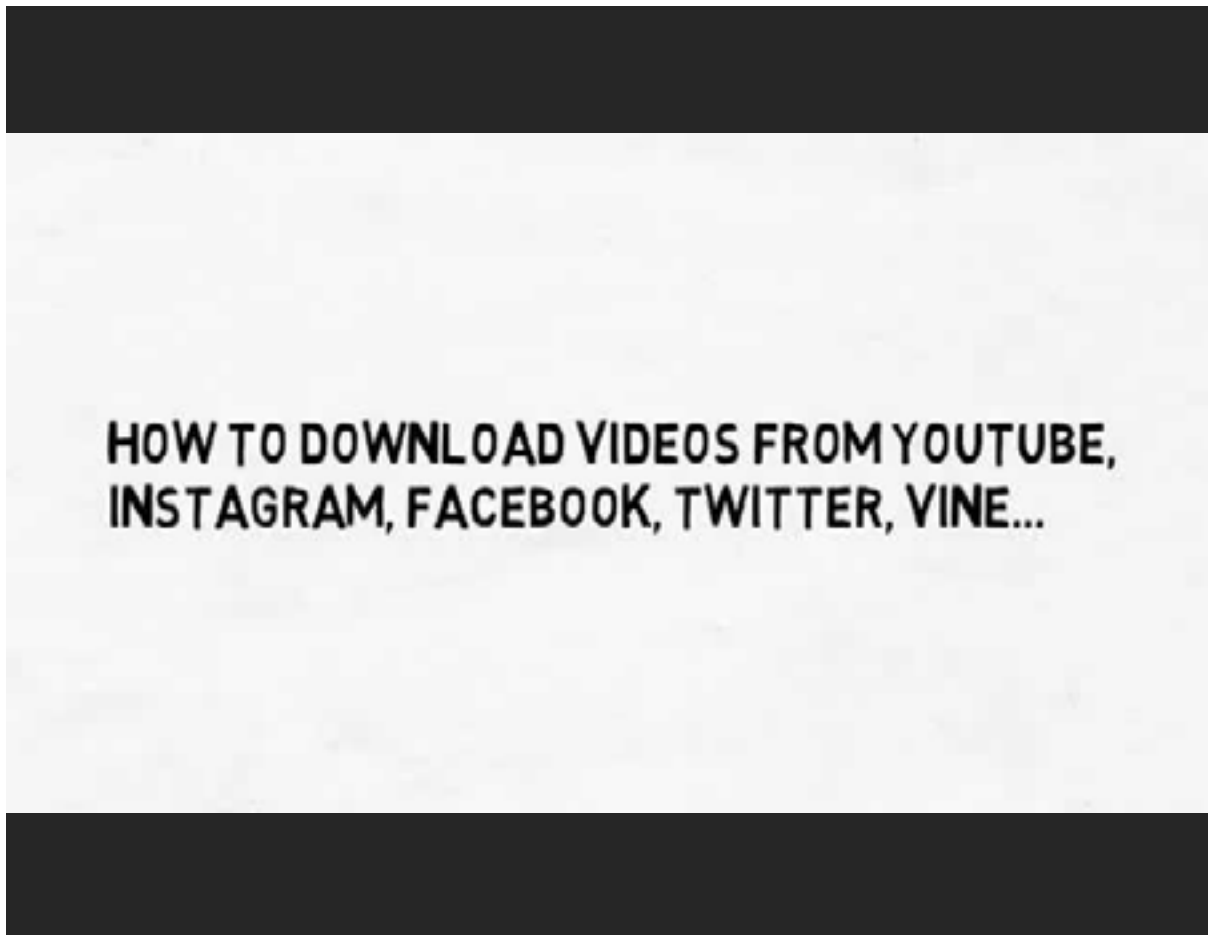 HOW TO DOWNLOAD VIDEOS FROM YOUTUBE,
INSTAGRAM, FACEBOOK, TWITTER, VINE...